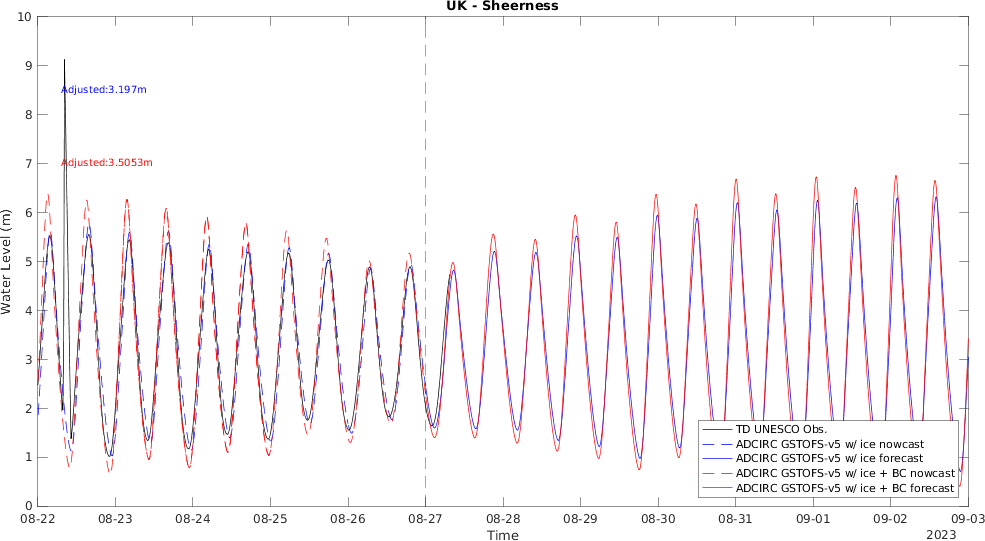 UK - Sheerness
10
9
8
7
6
5
4
3
2
1
0
Water Level (m)
Adjusted:3.197m
Adjusted:3.5053m
TD UNESCO Obs.
ADCIRC GSTOFS-v5 w/ ice nowcast
ADCIRC GSTOFS-v5 w/ ice forecast
ADCIRC GSTOFS-v5 w/ ice + BC nowcast
ADCIRC GSTOFS-v5 w/ ice + BC forecast
08-22 08-23 08-24 08-25 08-26 08-27 08-28 08-29 08-30 08-31 09-01 09-02 09-03
Time
2023